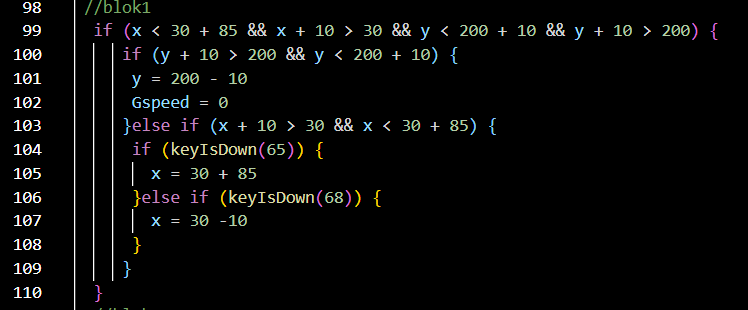 98 //blok1
99 if (x < 30 + 85 && x + 10 > 30 && y < 200 + 10 && y + 10 > 200) {
100 if (y + 10 > 200 && y < 200 + 10) {
101 y = 200 - 10
102 Gspeed = 0
103 }else if (x + 10 > 30 && x < 30 + 85) {
104 if (keyIsDown(65)) {
105 x = 30 + 85
106 }else if (keyIsDown(68)) {
107 x = 30 -10
108 }
109 }
110 }